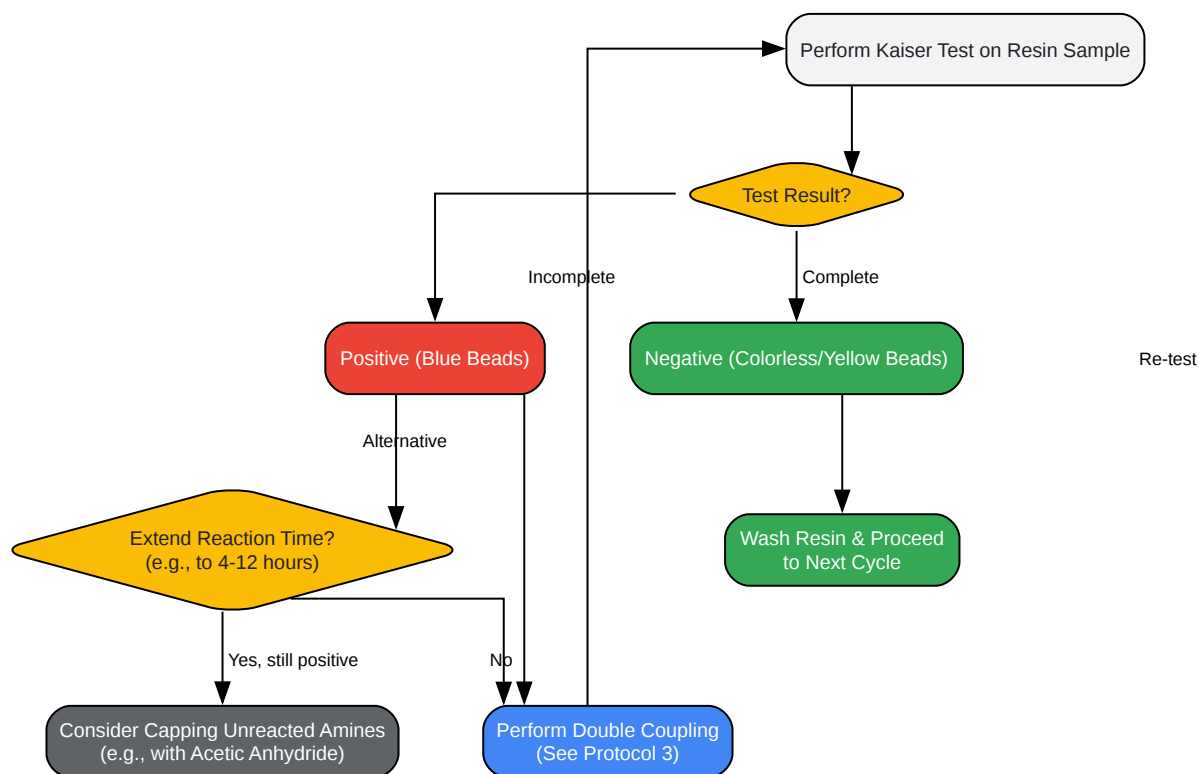 Perform Kaiser Test on Resin Sample
Test Result?
Incomplete
Complete
Positive (Blue Beads)
Negative (Colorless/Yellow Beads)
Re-test
Alternative
Extend Reaction Time?
(e.g., to 4-12 hours)
Wash Resin & Proceed
to Next Cycle
Yes, still positive
No
Consider Capping Unreacted Amines
(e.g., with Acetic Anhydride)
Perform Double Coupling
(See Protocol 3)